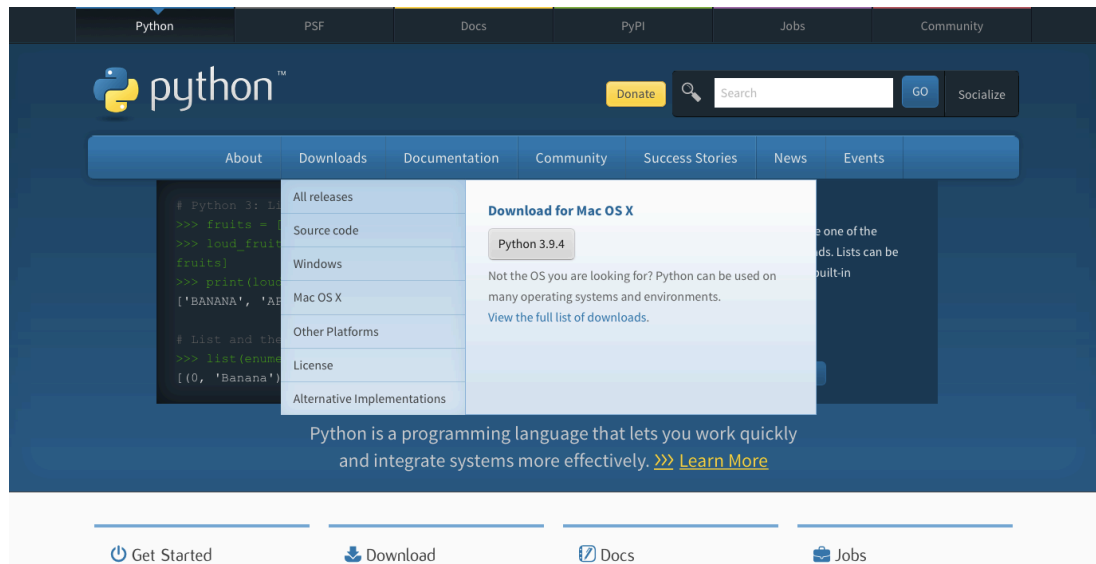 Python
PSF
Docs
PyPI
Jobs
Community
python™
Donate
Search
GO
Socialize
About
Downloads
Documentation
Community
Success Stories
News
Events
# Python 3: Li
>>> fruits = [
>>> loud_fruit
fruits]
>>> print(loud
['BANANA', 'AP
# List and the
>>> list(enume
[(0, 'Banana')
All releases
Source code
Windows
Mac OS X
Other Platforms
License
Alternative Implementations
Download for Mac OS X
Python 3.9.4
Not the OS you are looking for? Python can be used on
many operating systems and environments.
View the full list of downloads.
e one of the
ds. Lists can be
built-in
Python is a programming language that lets you work quickly
and integrate systems more effectively. >>> Learn More
Get Started
Download
Docs
Jobs